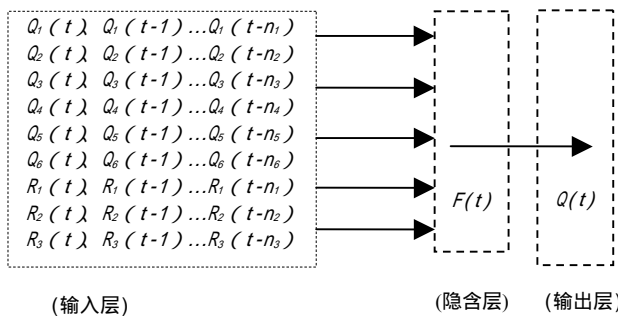 Q₁(t)、Q₁(t-1)…Q₁(t-n₁)
Q₂(t)、Q₂(t-1)…Q₂(t-n₂)
Q₃(t)、Q₃(t-1)…Q₃(t-n₃)
Q₄(t)、Q₄(t-1)…Q₄(t-n₄)
Q₅(t)、Q₅(t-1)…Q₅(t-n₅)
Q₆(t)、Q₆(t-1)…Q₆(t-n₆)
R₁(t)、R₁(t-1)…R₁(t-n₁)
R₂(t)、R₂(t-1)…R₂(t-n₂)
R₃(t)、R₃(t-1)…R₃(t-n₃)
F(t)
Q(t)
(输入层)
(隐含层)
(输出层)